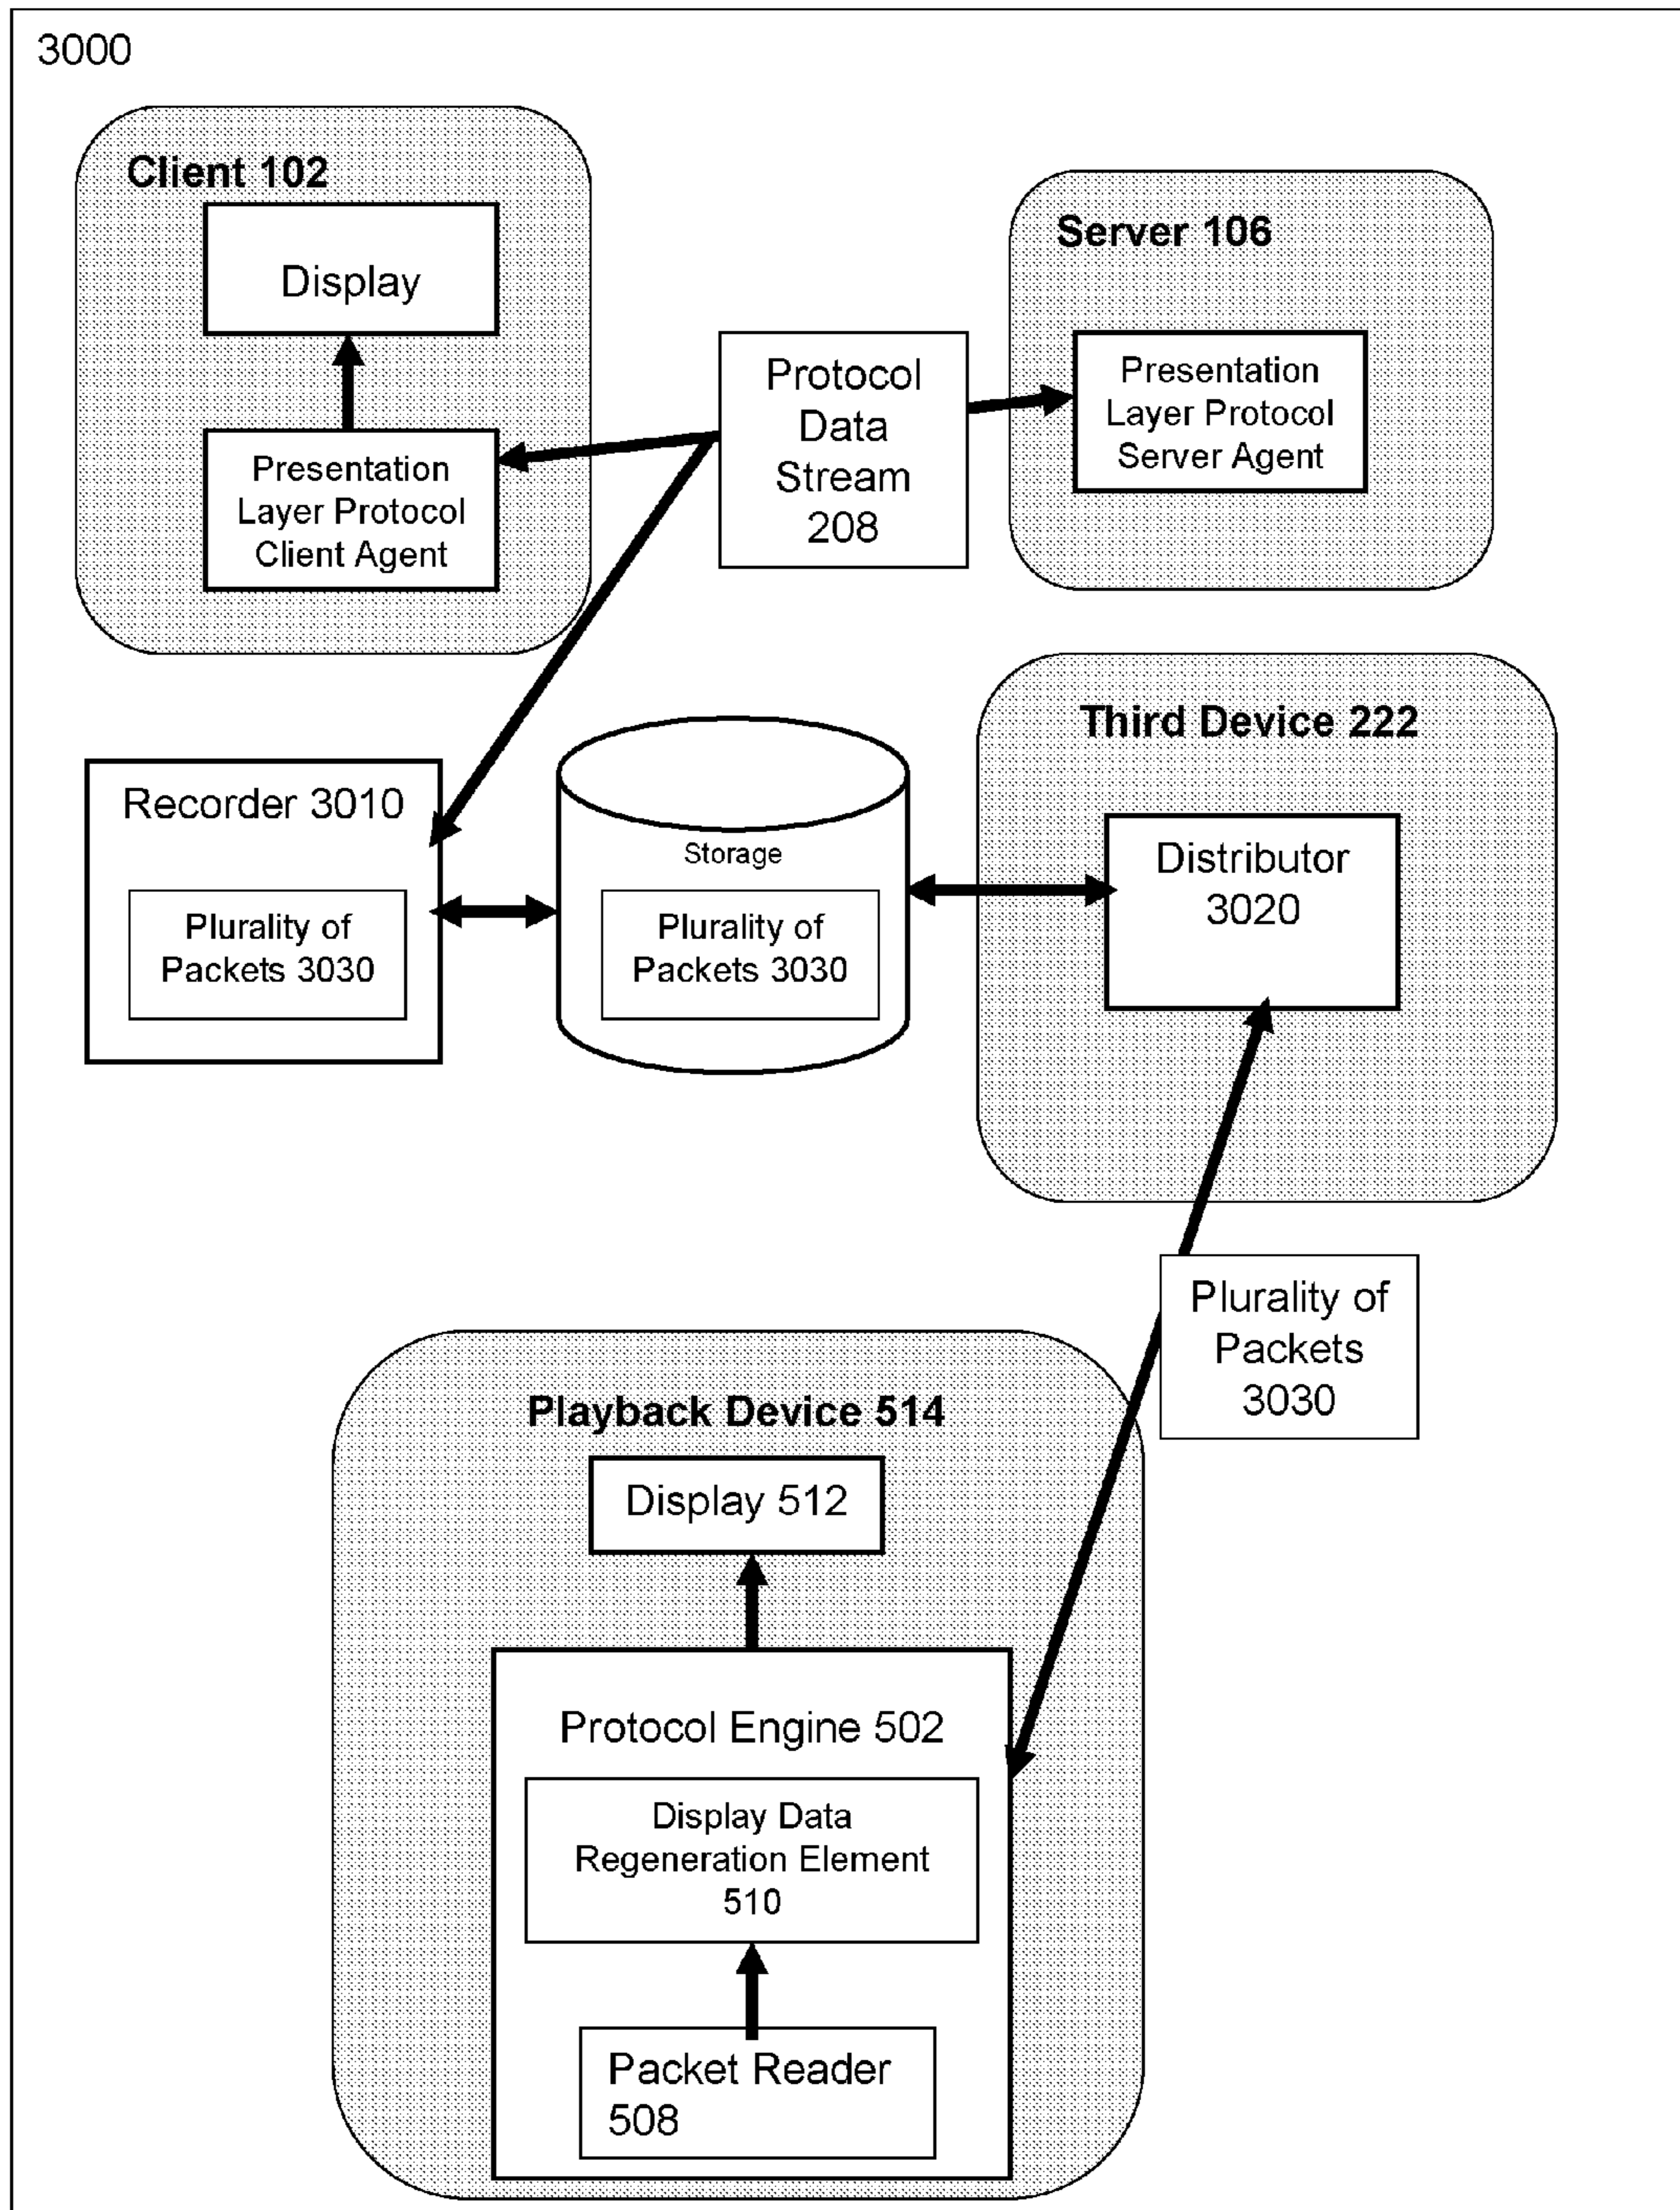 3000
Client 102
Display
Presentation
Layer Protocol
Client Agent
Protocol
Data
Stream
208
Server 106
Presentation
Layer Protocol
Server Agent
Recorder 3010
Plurality of
Packets 3030
Storage
Plurality of
Packets 3030
Third Device 222
Distributor
3020
Plurality of
Packets
3030
Playback Device 514
Display 512
Protocol Engine 502
Display Data
Regeneration Element
510
Packet Reader
508